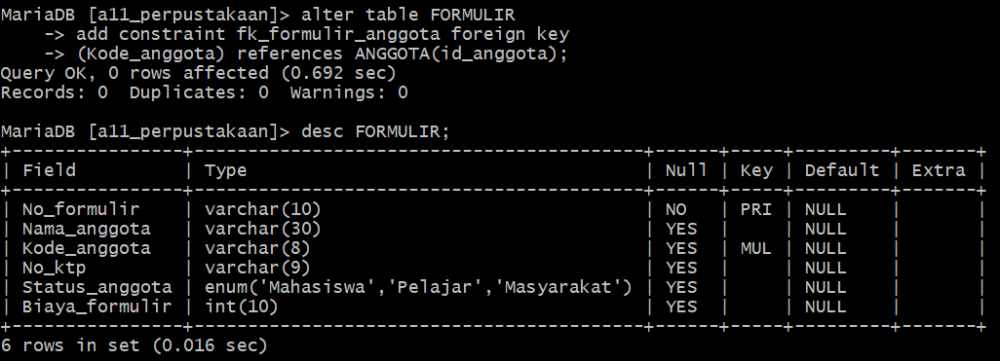 MariaDB [a11_perpustakaan]> alter table FORMULIR
    -> add constraint fk_formulir_anggota foreign key
    -> (Kode_anggota) references ANGGOTA(id_anggota);
Query OK, 0 rows affected (0.692 sec)
Records: 0  Duplicates: 0  Warnings: 0

MariaDB [a11_perpustakaan]> desc FORMULIR;
+----------------+-------------------------------------------+------+-----+---------+-------+
| Field          | Type                                      | Null | Key | Default | Extra |
+----------------+-------------------------------------------+------+-----+---------+-------+
| No_formulir    | varchar(10)                               | NO   | PRI | NULL    |       |
| Nama_anggota   | varchar(30)                               | YES  |     | NULL    |       |
| Kode_anggota   | varchar(8)                                | YES  | MUL | NULL    |       |
| No_ktp         | varchar(9)                                | YES  |     | NULL    |       |
| Status_anggota | enum('Mahasiswa','Pelajar','Masyarakat') | YES  |     | NULL    |       |
| Biaya_formulir | int(10)                                   | YES  |     | NULL    |       |
+----------------+-------------------------------------------+------+-----+---------+-------+
6 rows in set (0.016 sec)